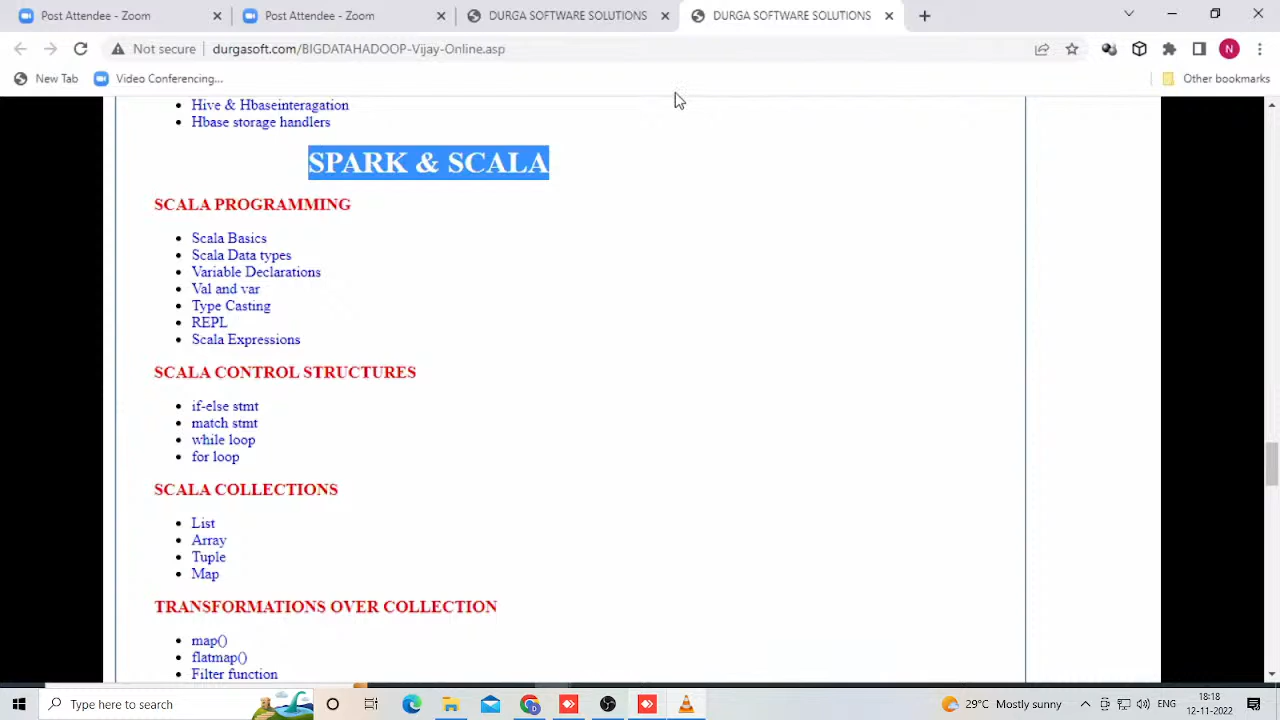 Post Attendee - Zoom
Post Attendee - Zoom
DURGA SOFTWARE SOLUTIONS
DURGA SOFTWARE SOLUTIONS
Not secure
durgasoft.com/BIGDATAHADOOP-Vijay-Online.asp
N
New Tab
Video Conferencing...
Other bookmarks
Hive & Hbaseinteragation
Hbase storage handlers
SPARK & SCALA
SCALA PROGRAMMING
Scala Basics
Scala Data types
Variable Declarations
Val and var
Type Casting
REPL
Scala Expressions
SCALA CONTROL STRUCTURES
if-else stmt
match stmt
while loop
for loop
SCALA COLLECTIONS
List
Array
Tuple
Map
TRANSFORMATIONS OVER COLLECTION
map()
flatmap()
Filter function
Type here to search
29°C Mostly sunny
ENG
18:18
12-11-2022